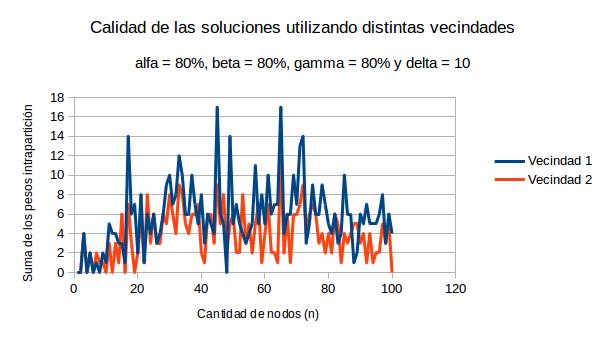 Calidad de las soluciones utilizando distintas vecindades
alfa = 80%, beta = 80%, gamma = 80% y delta = 10
Suma de los pesos intrapartición
18
16
14
12
10
8
6
4
2
0
0 20 40 60 80 100 120
Cantidad de nodos (n)
Vecindad 1
Vecindad 2